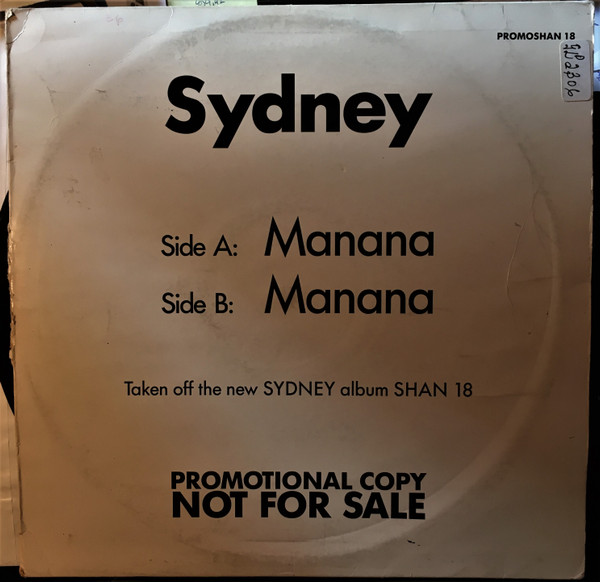 PROMOSHAN 18
Sydney
Side A: Manana
Side B: Manana
Taken off the new SYDNEY album SHAN 18
PROMOTIONAL COPY
NOT FOR SALE